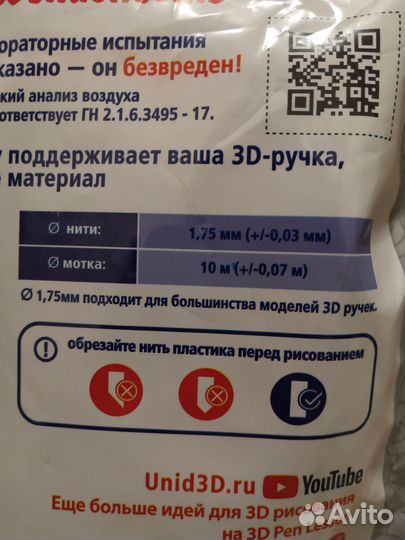 ораторные испытания
казано — он безвреден!
кий анализ воздуха
ответствует ГН 2.1.6.3495 - 17.
у поддерживает ваша 3D-ручка,
е материал
Ø нити: 1,75 мм (+/-0,03 мм)
Ø мотка: 10 м (+/-0,07 м)
Ø 1,75мм подходит для большинства моделей 3D ручек.
обрезайте нить пластика перед рисованием
Unid3D.ru YouTube
Еще больше идей для 3D рисования
на 3D Pen
Avito